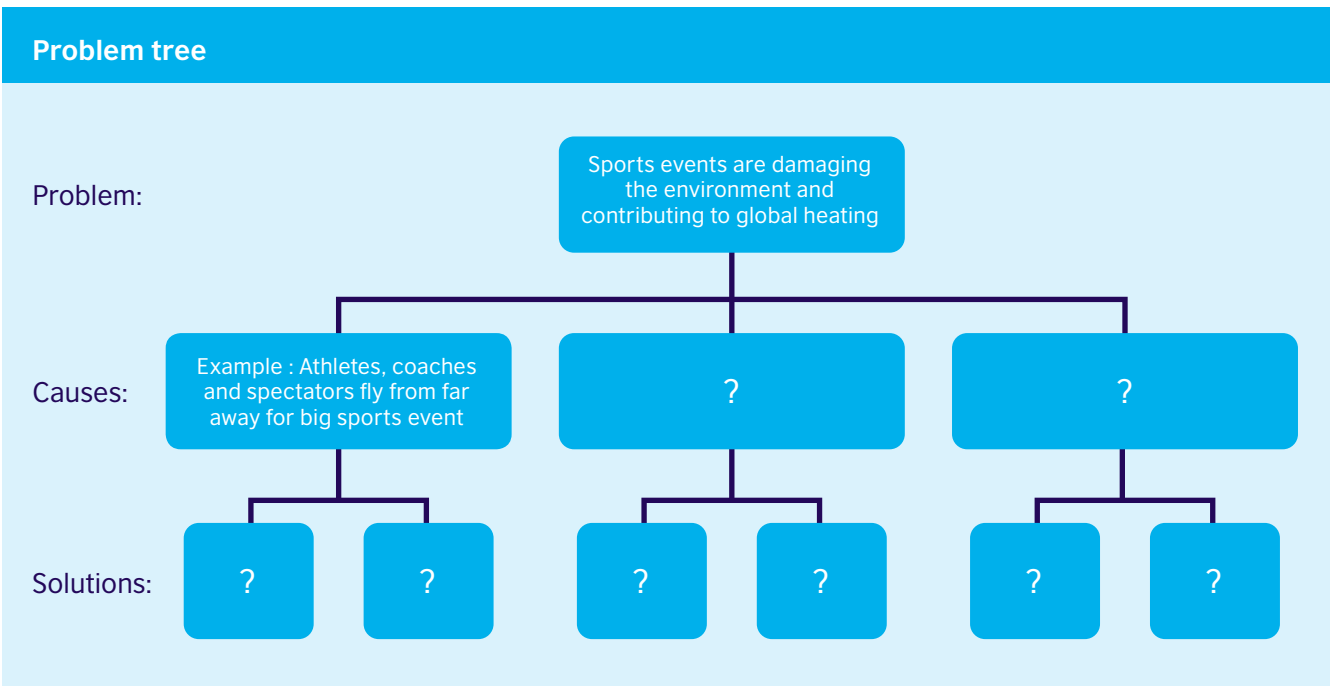 Problem tree
Problem:
Sports events are damaging
the environment and
contributing to global heating
Causes:
Example : Athletes, coaches
and spectators fly from far
away for big sports event
?
?
Solutions:
?
?
?
?
?
?